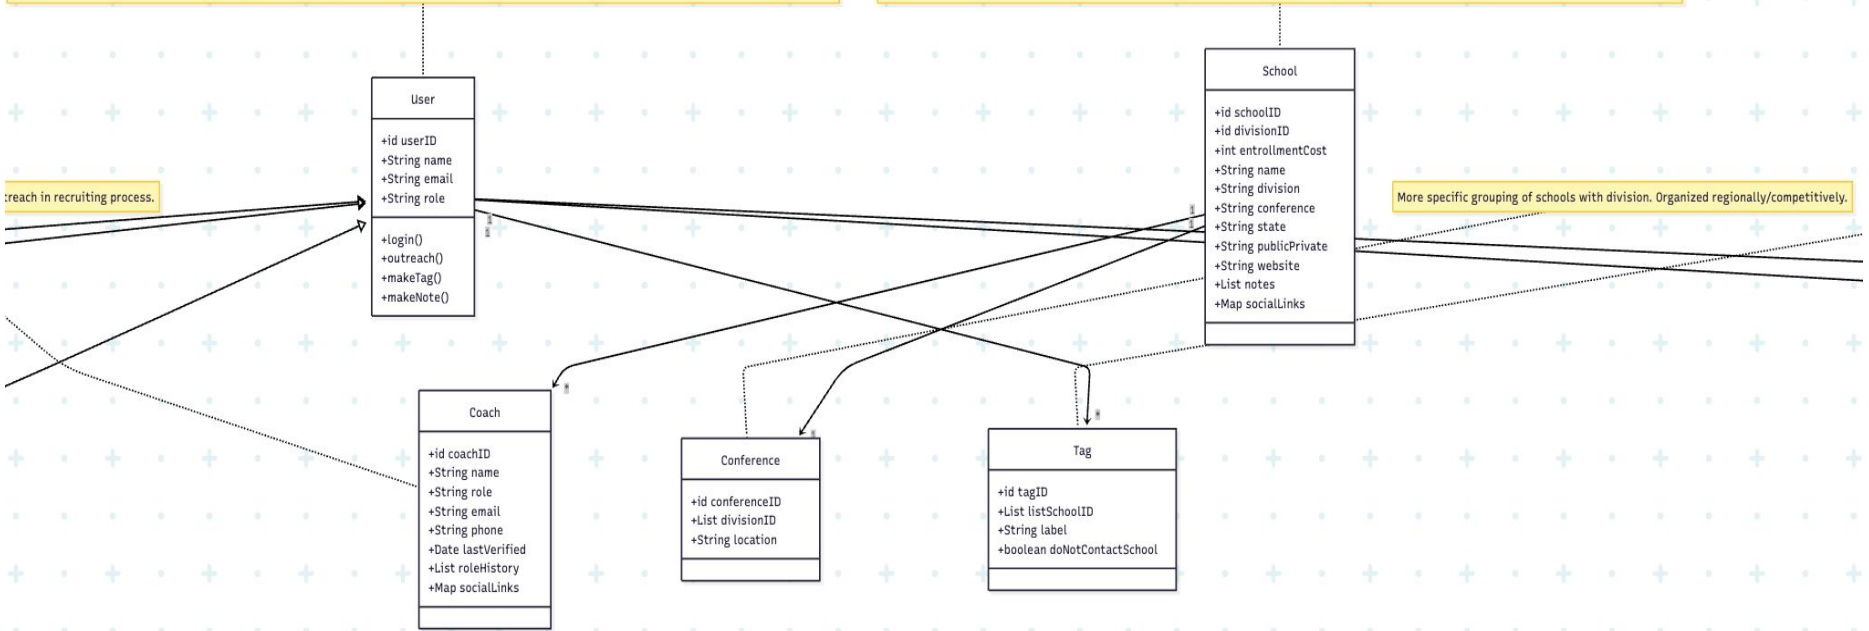 User
+id userID
+String name
+String email
+String role
+login()
+outreach()
+makeTag()
+makeNote()
School
+id schoolID
+id divisionID
+int entrollmentCost
+String name
+String division
+String conference
+String state
+String publicPrivate
+String website
+List notes
+Map socialLinks
treach in recruiting process.
More specific grouping of schools with division. Organized regionally/competitively.
Coach
+id coachID
+String name
+String role
+String email
+String phone
+Date lastVerified
+List roleHistory
+Map socialLinks
Conference
+id conferenceID
+List divisionID
+String location
Tag
+id tagID
+List listSchoolID
+String label
+boolean doNotContactSchool